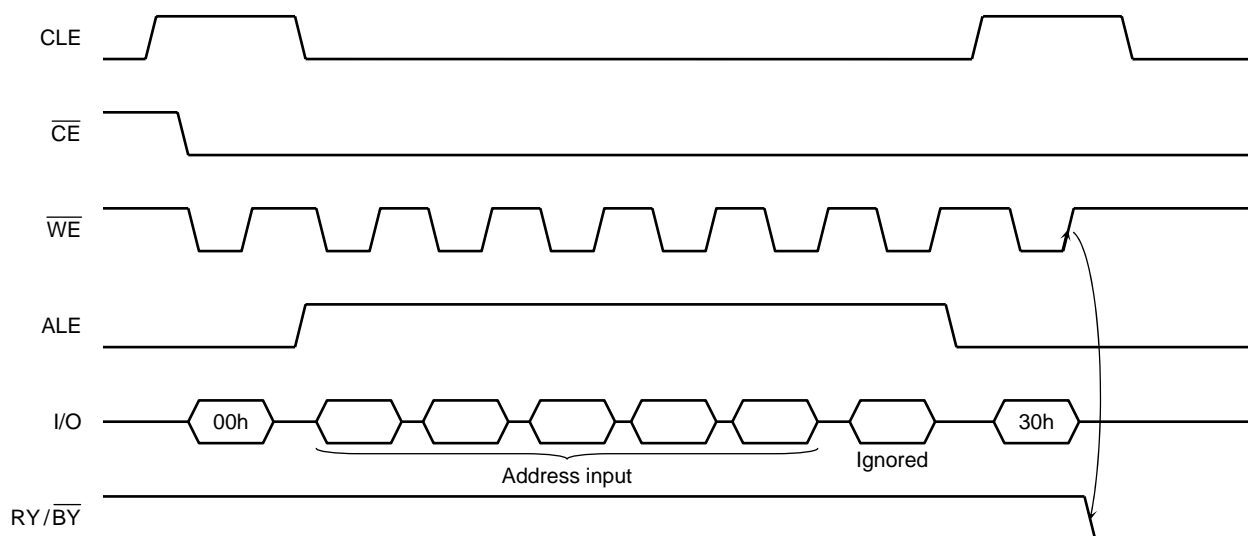 CLE
CE
WE
ALE
I/O
00h
30h
Address input
Ignored
RY/BY